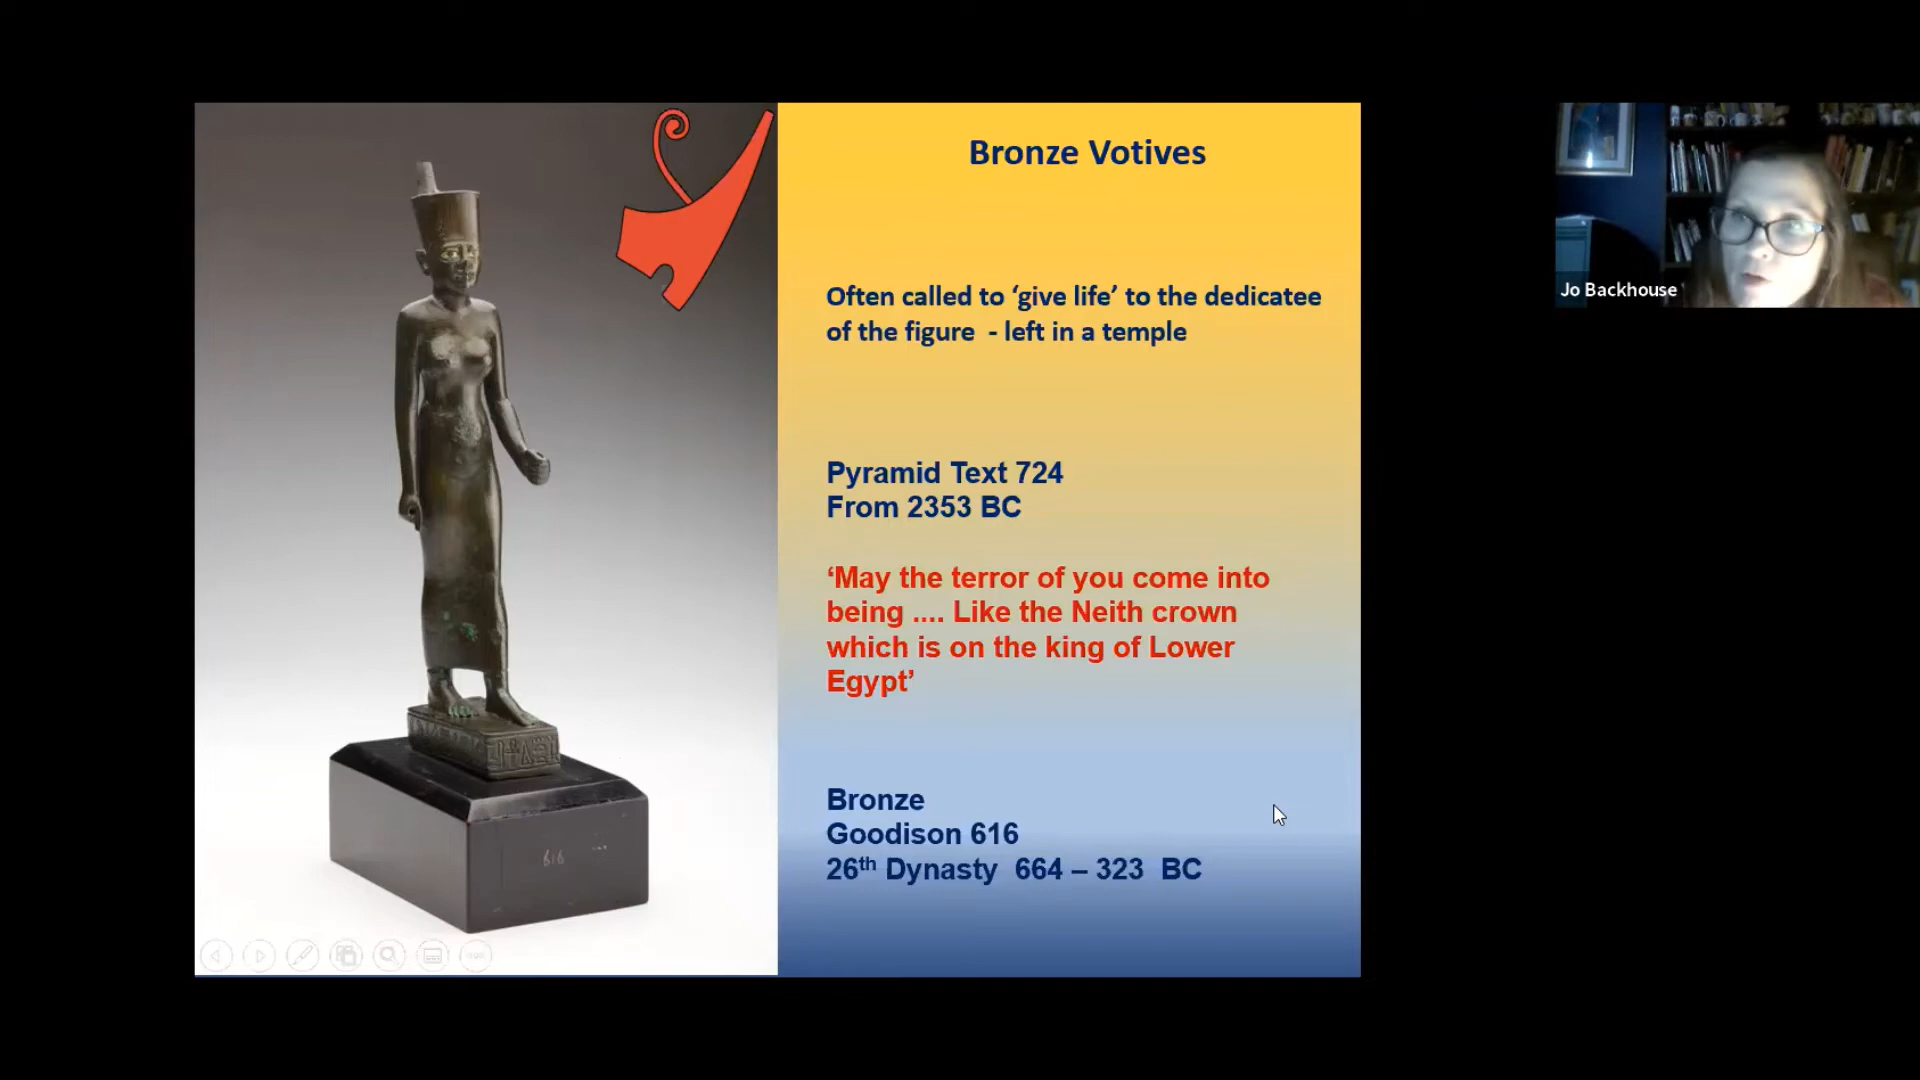 Bronze Votives
Often called to ‘give life’ to the dedicatee
of the figure - left in a temple
Pyramid Text 724
From 2353 BC
‘May the terror of you come into
being .... Like the Neith crown
which is on the king of Lower
Egypt’
Bronze
Goodison 616
26th Dynasty 664 – 323 BC
616
Jo Backhouse